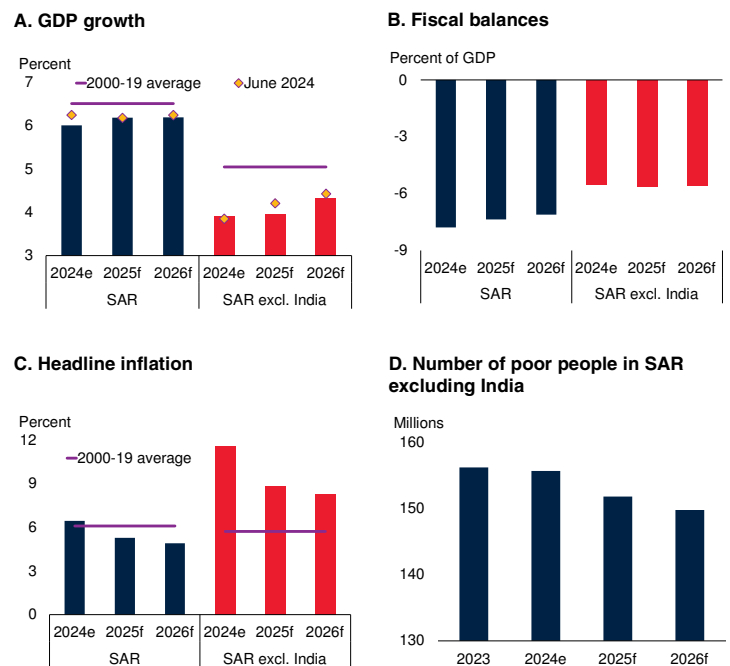 A. GDP growth
Percent
2000-19 average
June 2024
7
6
5
4
3
2024e 2025f 2026f 2024e 2025f 2026f
SAR SAR excl. India
B. Fiscal balances
Percent of GDP
0
-3
-6
-9
2024e 2025f 2026f 2024e 2025f 2026f
SAR SAR excl. India
C. Headline inflation
Percent
12
2000-19 average
9
6
3
0
2024e 2025f 2026f 2024e 2025f 2026f
SAR SAR excl. India
D. Number of poor people in SAR
excluding India
Millions
160
150
140
130
2023 2024e 2025f 2026f